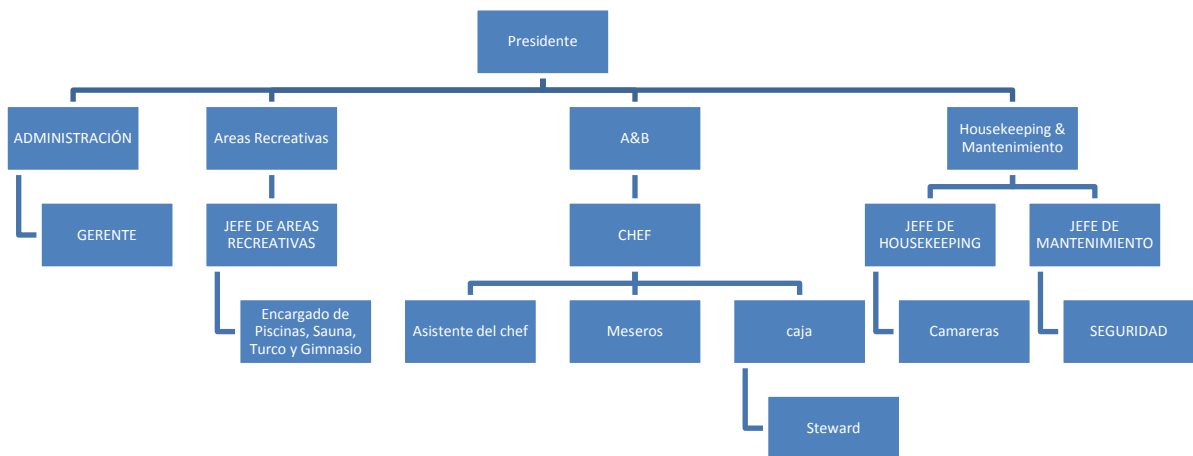 Presidente
ADMINISTRACIÓN
Areas Recreativas
A&B
Housekeeping &
Mantenimiento
GERENTE
JEFE DE AREAS
RECREATIVAS
CHEF
JEFE DE
HOUSEKEEPING
JEFE DE
MANTENIMIENTO
Encargado de
Piscinas, Sauna,
Turco y Gimnasio
Asistente del chef
Meseros
caja
Camareras
SEGURIDAD
Steward